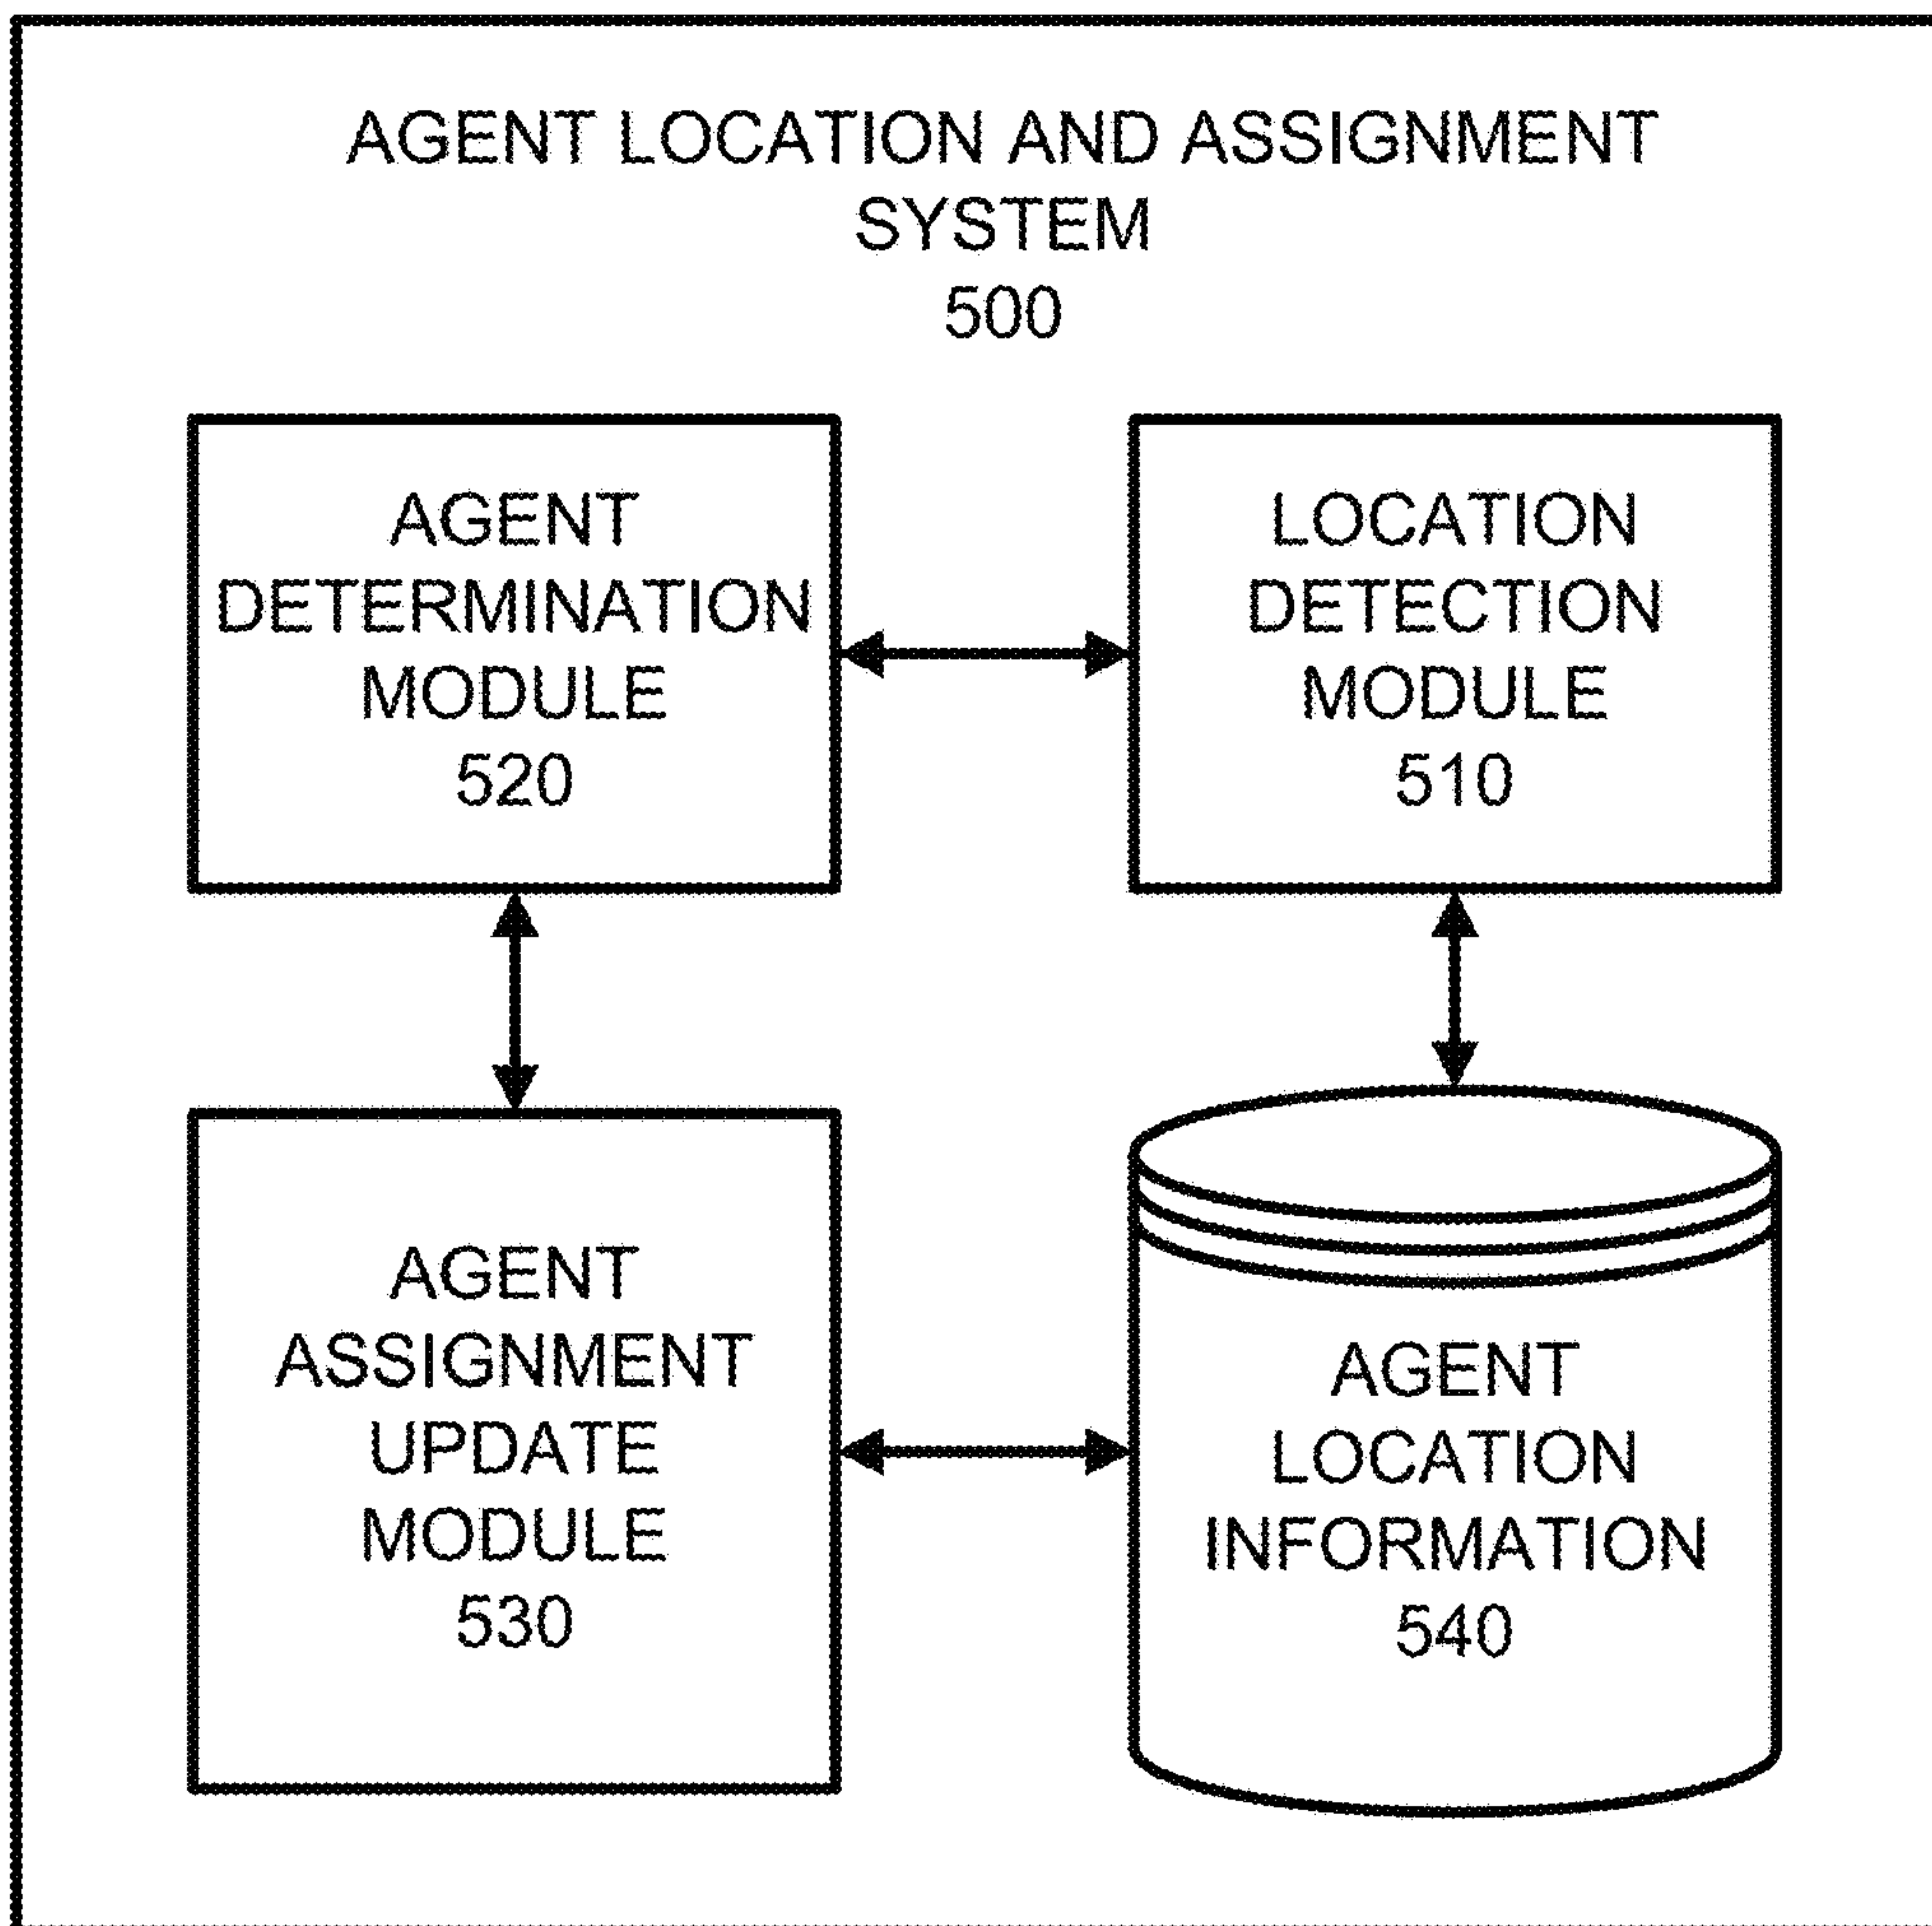 AGENT LOCATION AND ASSIGNMENT
SYSTEM
500
AGENT
DETERMINATION
MODULE
520
LOCATION
DETECTION
MODULE
510
AGENT
ASSIGNMENT
UPDATE
MODULE
530
AGENT
LOCATION
INFORMATION
540